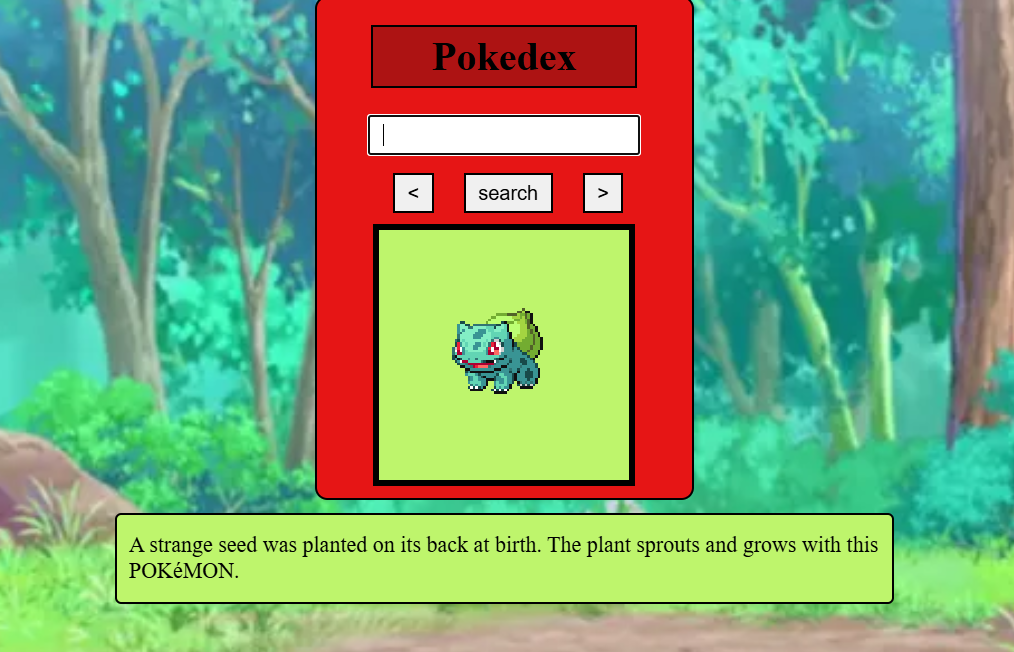 Pokedex
<
search
>
A strange seed was planted on its back at birth. The plant sprouts and grows with this
POKéMON.